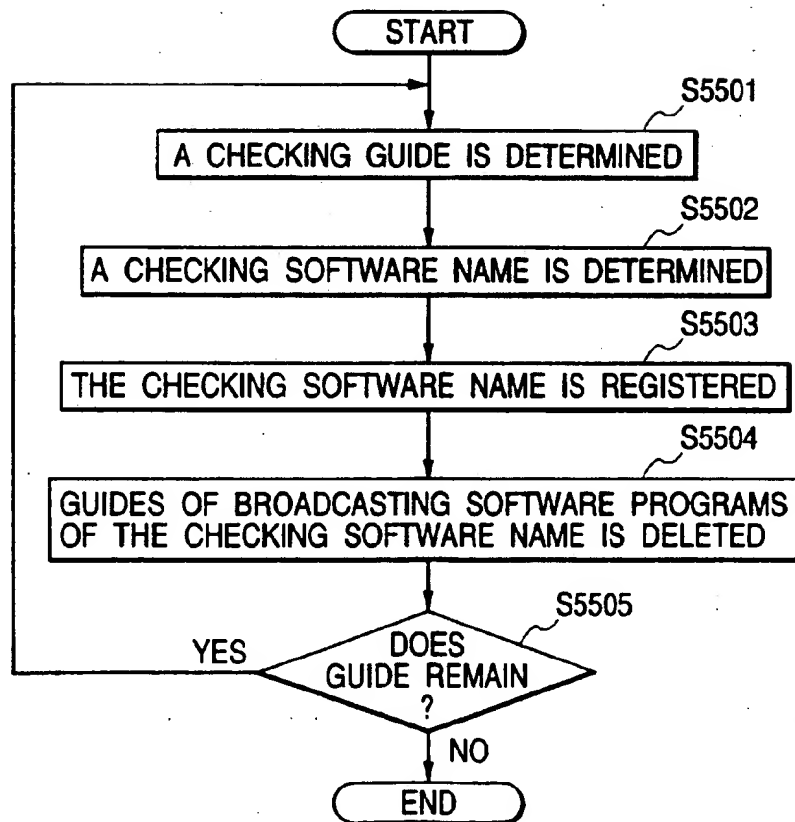 START
S5501
A CHECKING GUIDE IS DETERMINED
S5502
A CHECKING SOFTWARE NAME IS DETERMINED
S5503
THE CHECKING SOFTWARE NAME IS REGISTERED
S5504
GUIDES OF BROADCASTING SOFTWARE PROGRAMS
OF THE CHECKING SOFTWARE NAME IS DELETED
S5505
YES
DOES
GUIDE REMAIN
?
NO
END